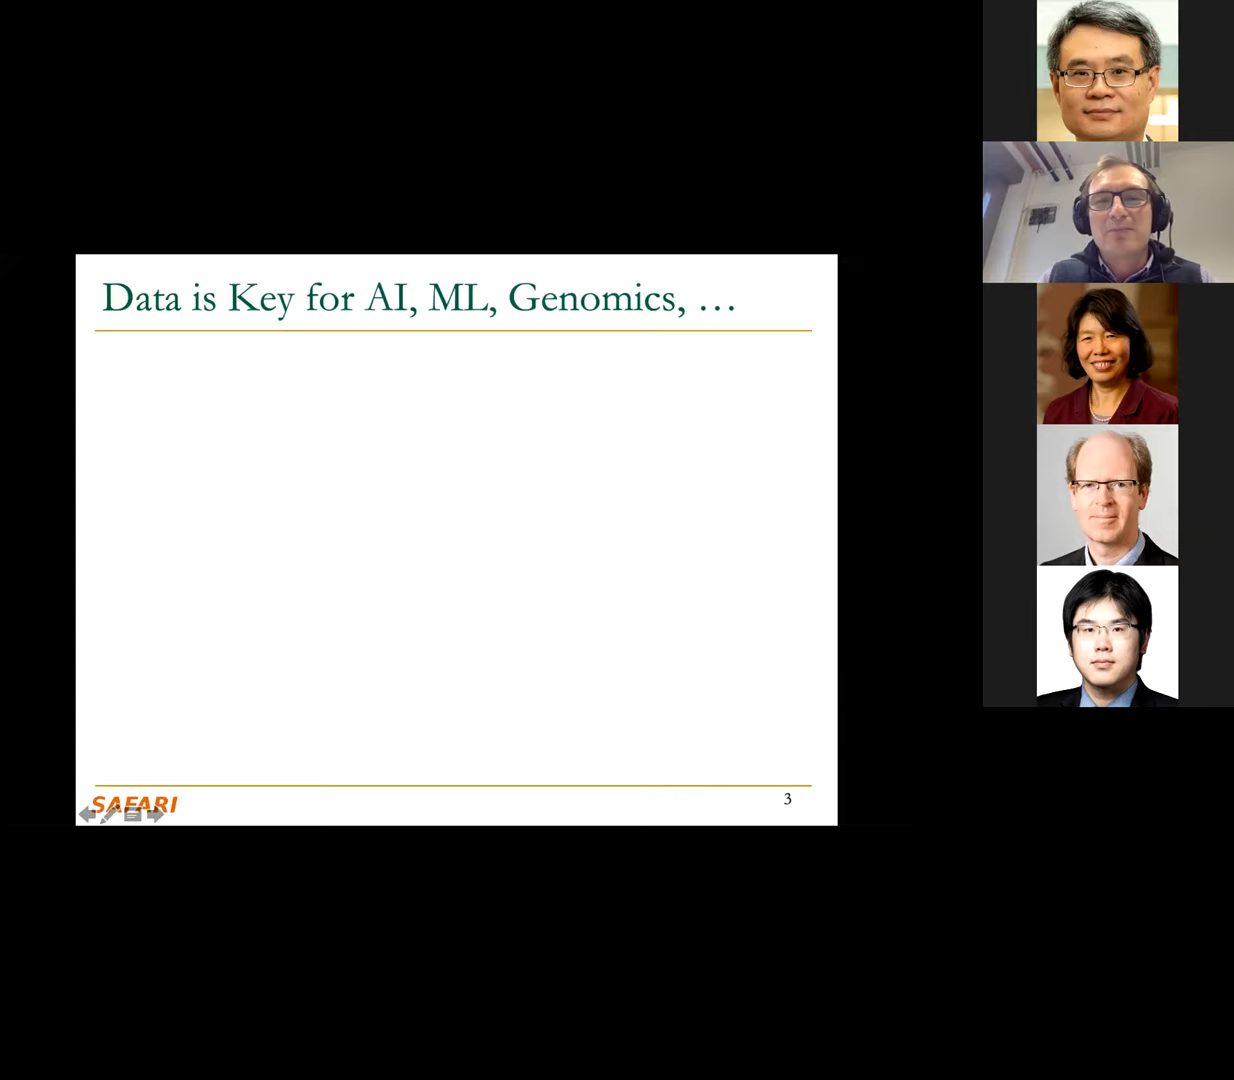 Data is Key for AI, ML, Genomics, …
SAFARI
3